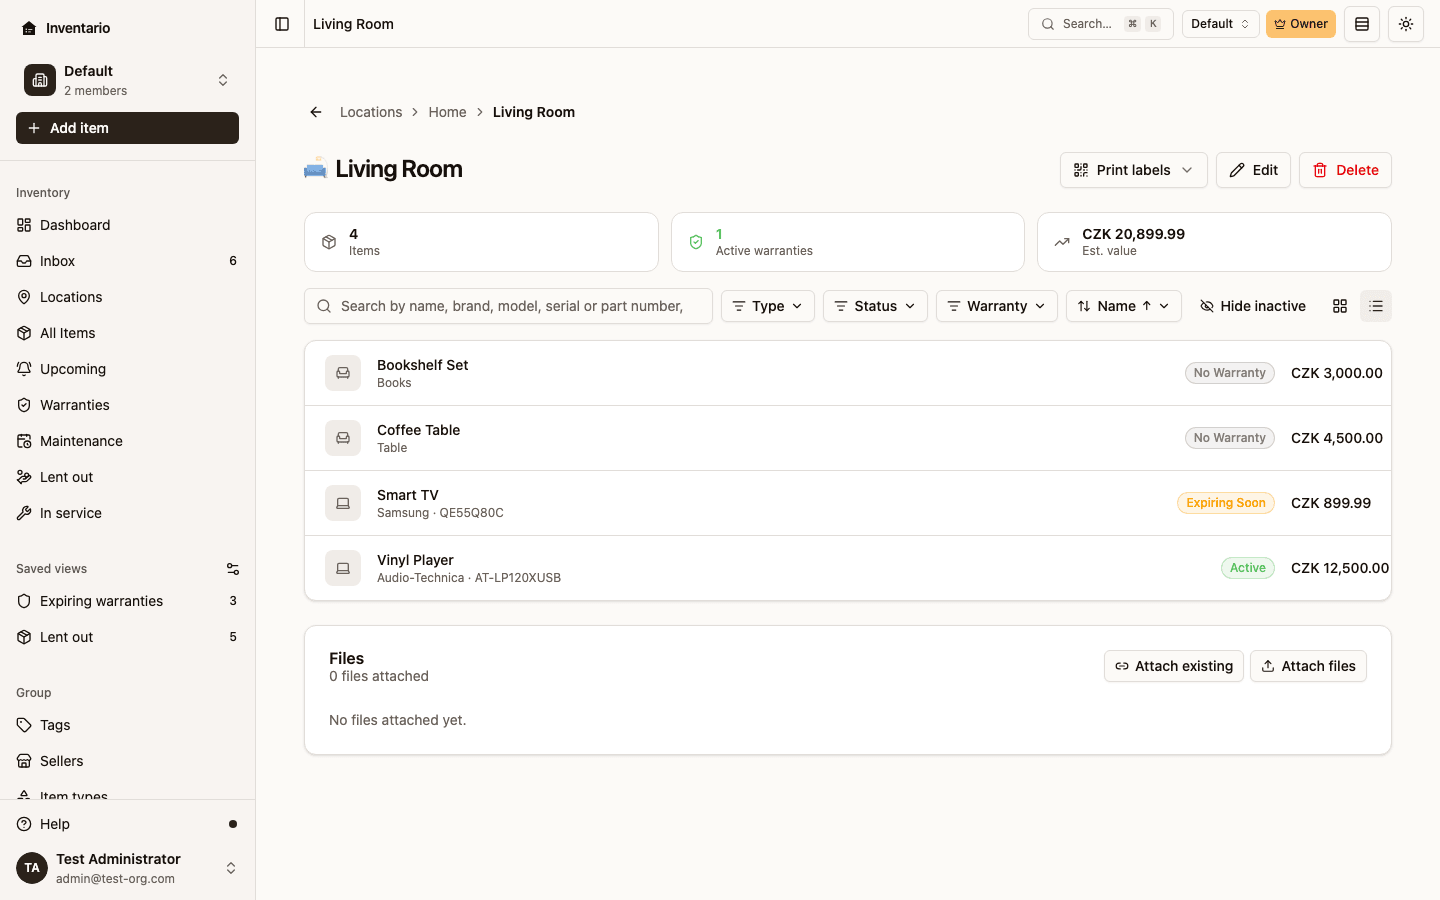 Inventario
Default
2 members
Add item
Inventory
Dashboard
Inbox 6
Locations
All Items
Upcoming
Warranties
Maintenance
Lent out
In service
Saved views
Expiring warranties 3
Lent out 5
Group
Tags
Sellers
Item types
Help
TA
Test Administrator
admin@test-org.com
Living Room
Search... ⌘ K
Default
Owner
Locations > Home > Living Room
Living Room
Print labels
Edit
Delete
4
Items
1
Active warranties
CZK 20,899.99
Est. value
Search by name, brand, model, serial or part number,
Type
Status
Warranty
Name ↑
Hide inactive
Bookshelf Set
Books
No Warranty CZK 3,000.00
Coffee Table
Table
No Warranty CZK 4,500.00
Smart TV
Samsung · QE55Q80C
Expiring Soon CZK 899.99
Vinyl Player
Audio-Technica · AT-LP120XUSB
Active CZK 12,500.00
Files
0 files attached
Attach existing
Attach files
No files attached yet.